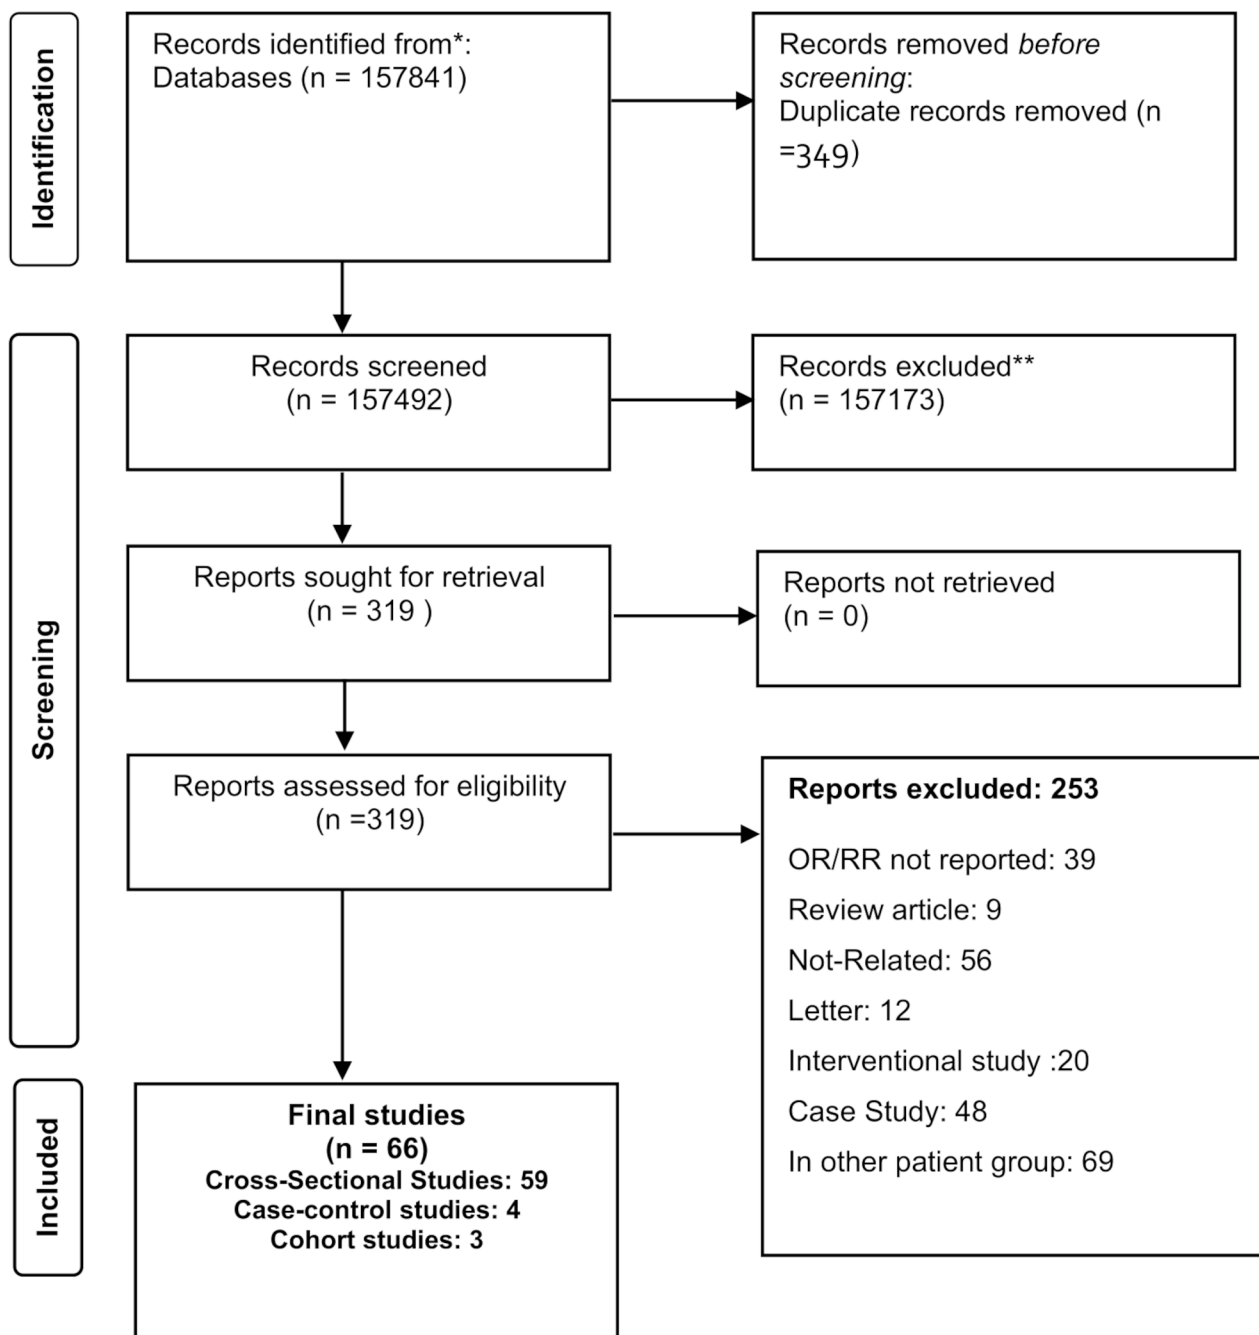 Identification
Records identified from*:
Databases (n = 157841)
Records removed before
screening:
Duplicate records removed (n
=349)
Screening
Records screened
(n = 157492)
Records excluded**
(n = 157173)
Reports sought for retrieval
(n = 319 )
Reports not retrieved
(n = 0)
Reports assessed for eligibility
(n =319)
Reports excluded: 253
OR/RR not reported: 39
Review article: 9
Not-Related: 56
Letter: 12
Interventional study :20
Case Study: 48
In other patient group: 69
Included
Final studies
(n = 66)
Cross-Sectional Studies: 59
Case-control studies: 4
Cohort studies: 3